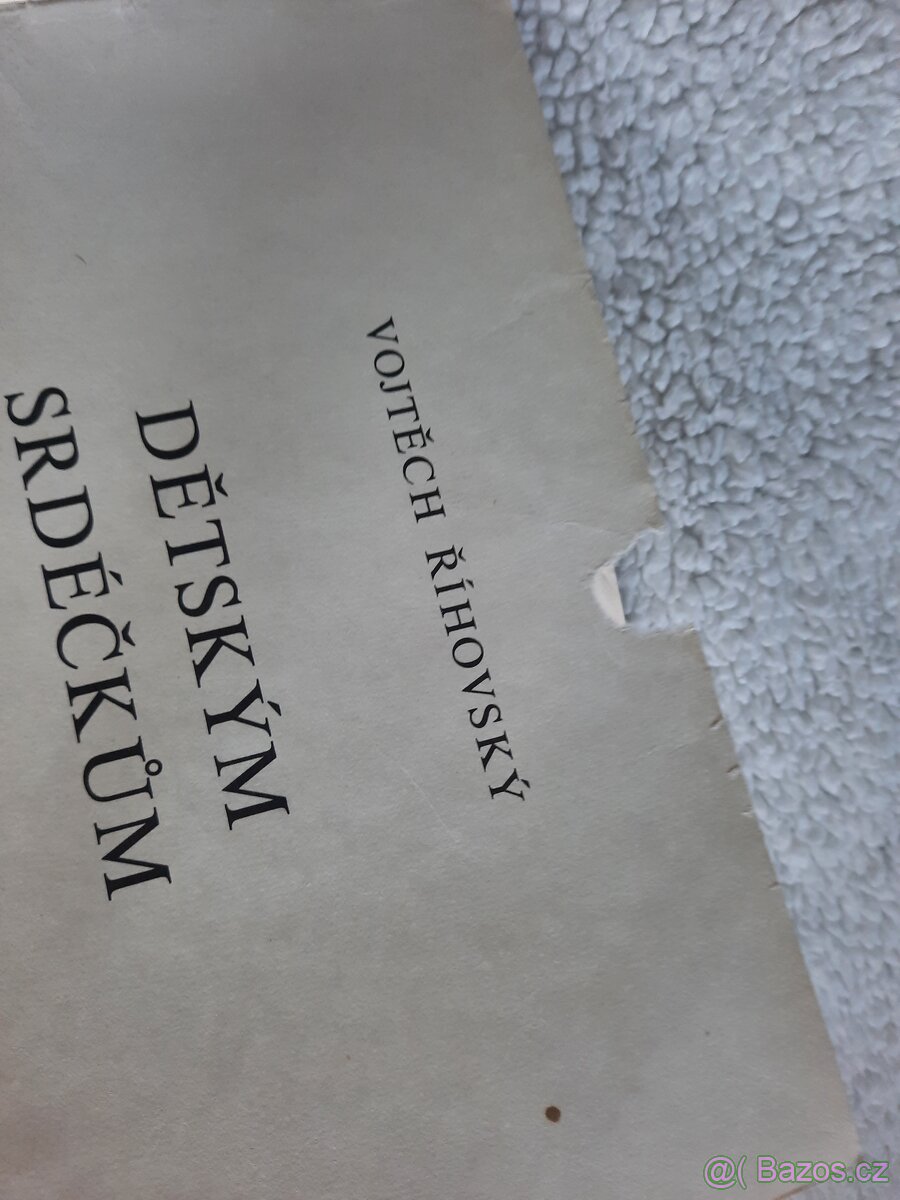 VOJTĚCH ŘÍHOVSKÝ
DĚTSKÝM
SRDÉČKŮM
@( Bazos.cz